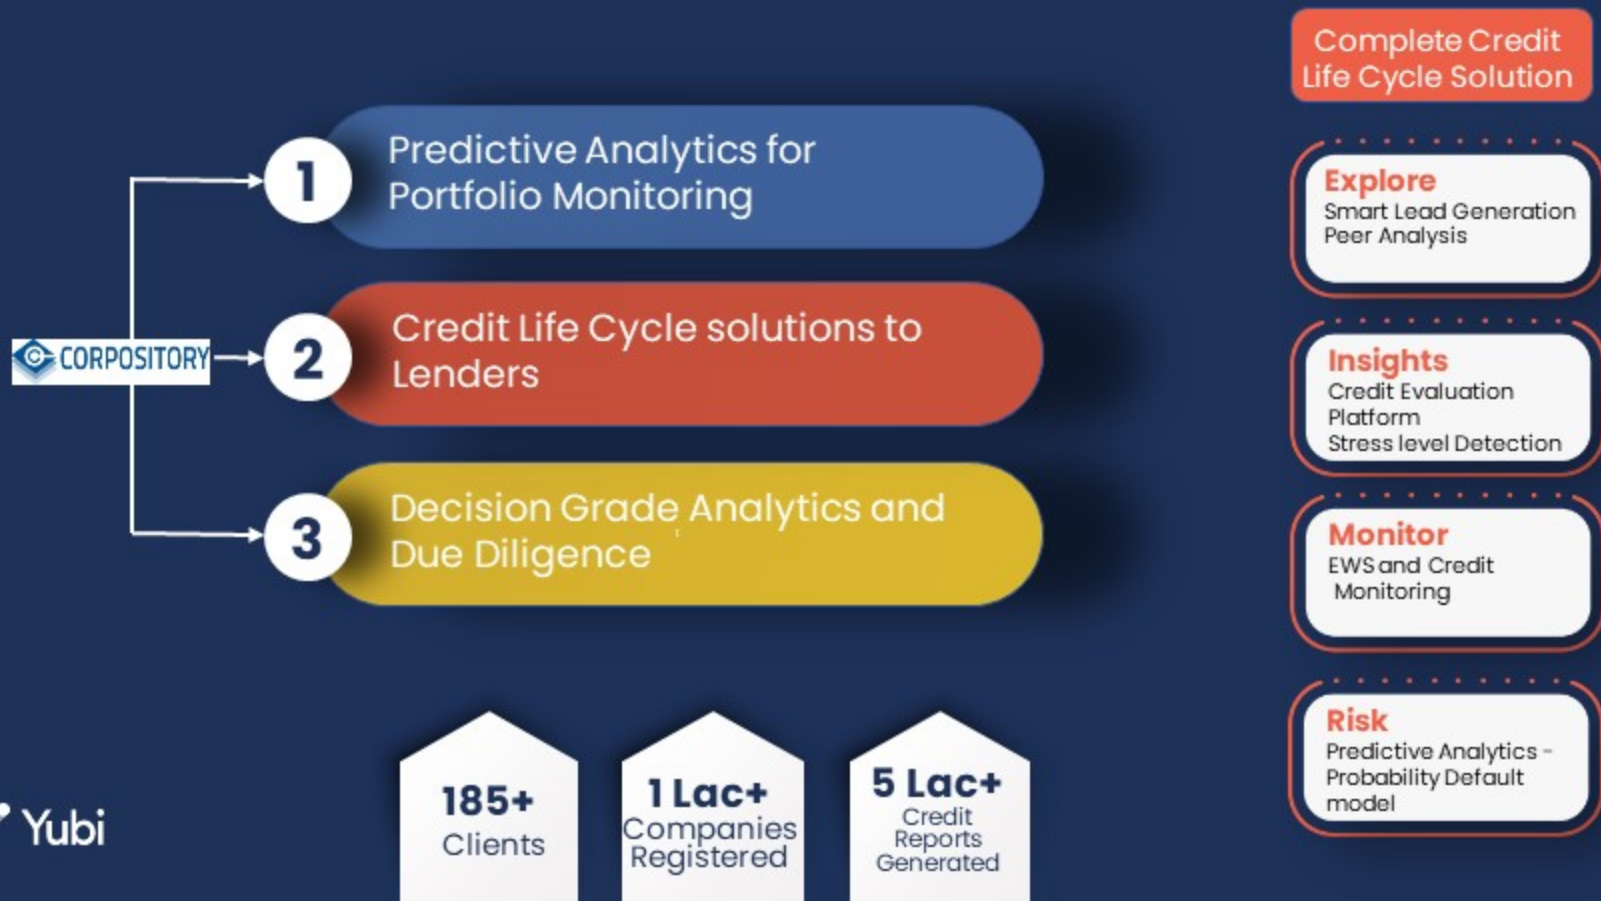 Complete Credit
Life Cycle Solution
1
Predictive Analytics for
Portfolio Monitoring
CORPOSITORY
2
Credit Life Cycle solutions to
Lenders
3
Decision Grade Analytics and
Due Diligence
Explore
Smart Lead Generation
Peer Analysis
Insights
Credit Evaluation
Platform
Stress level Detection
Monitor
EWS and Credit
Monitoring
Risk
Predictive Analytics -
Probability Default
model
185+
Clients
1 Lac+
Companies
Registered
5 Lac+
Credit
Reports
Generated
Yubi